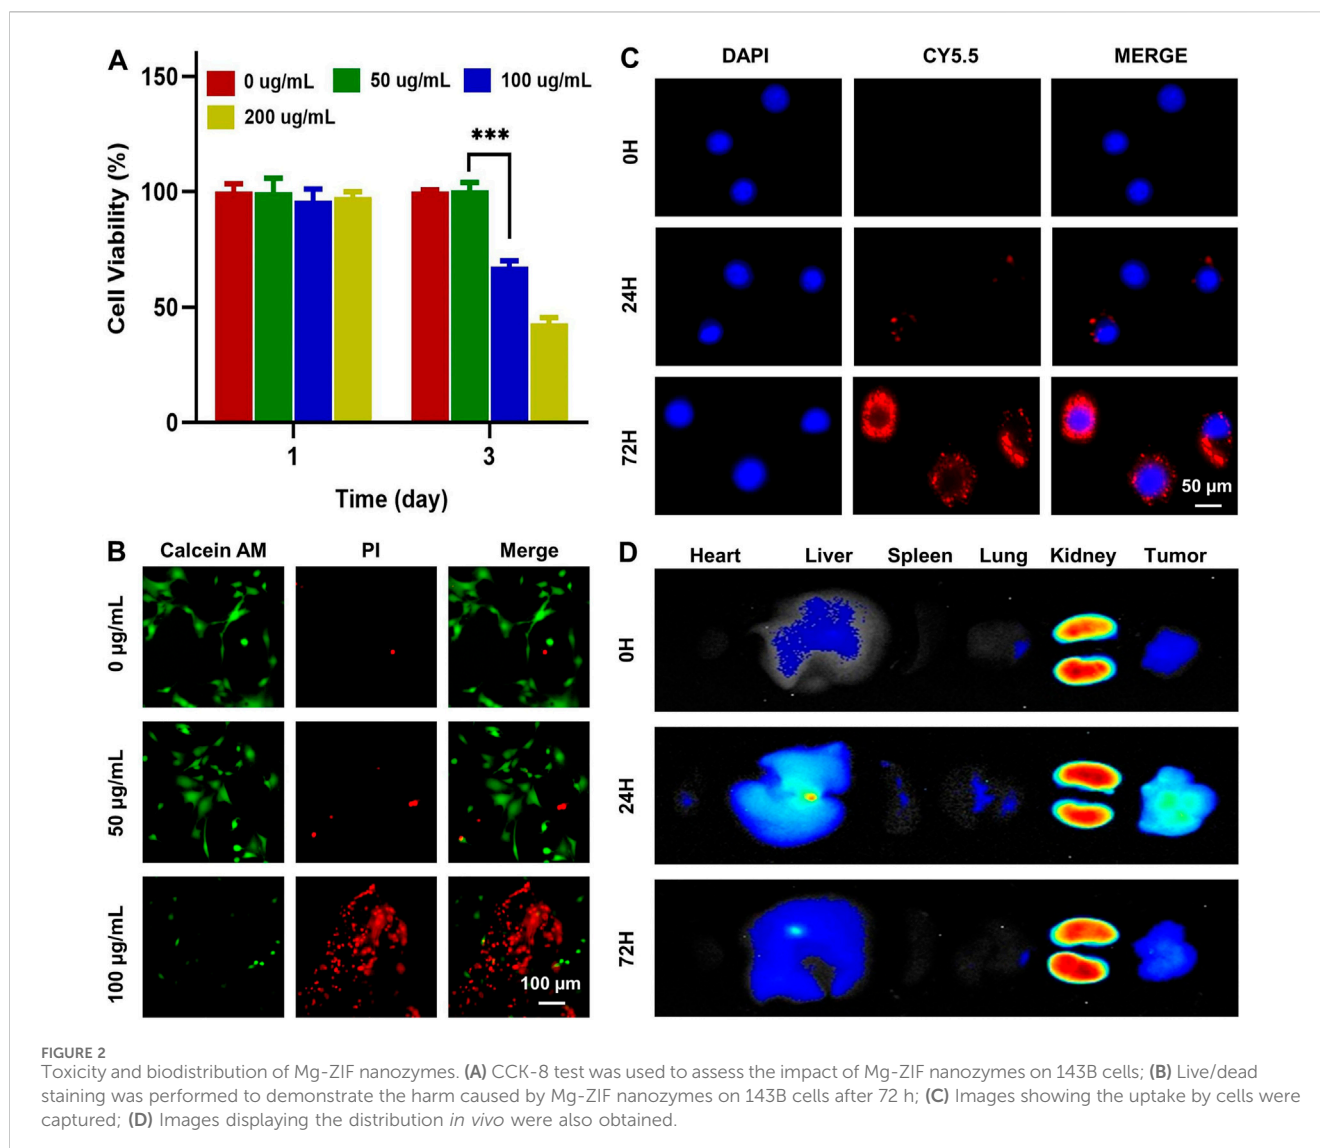 A
150
100
50
0
Cell Viability (%)
0 ug/mL
50 ug/mL
100 ug/mL
200 ug/mL
***
1
3
Time (day)
B
Calcein AM
PI
Merge
0 µg/mL
50 µg/mL
100 µg/mL
100 µm
C
DAPI
CY5.5
MERGE
0H
24H
72H
50 µm
D
Heart
Liver
Spleen
Lung
Kidney
Tumor
0H
24H
72H
FIGURE 2
Toxicity and biodistribution of Mg-ZIF nanozymes. (A) CCK-8 test was used to assess the impact of Mg-ZIF nanozymes on 143B cells; (B) Live/dead
staining was performed to demonstrate the harm caused by Mg-ZIF nanozymes on 143B cells after 72 h; (C) Images showing the uptake by cells were
captured; (D) Images displaying the distribution in vivo were also obtained.